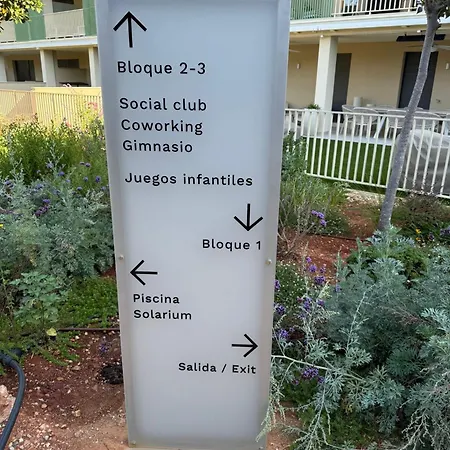 ↑
Bloque 2-3
Social club
Coworking
Gimnasio
Juegos infantiles
↓
Bloque 1
←
Piscina
Solarium
→
Salida / Exit